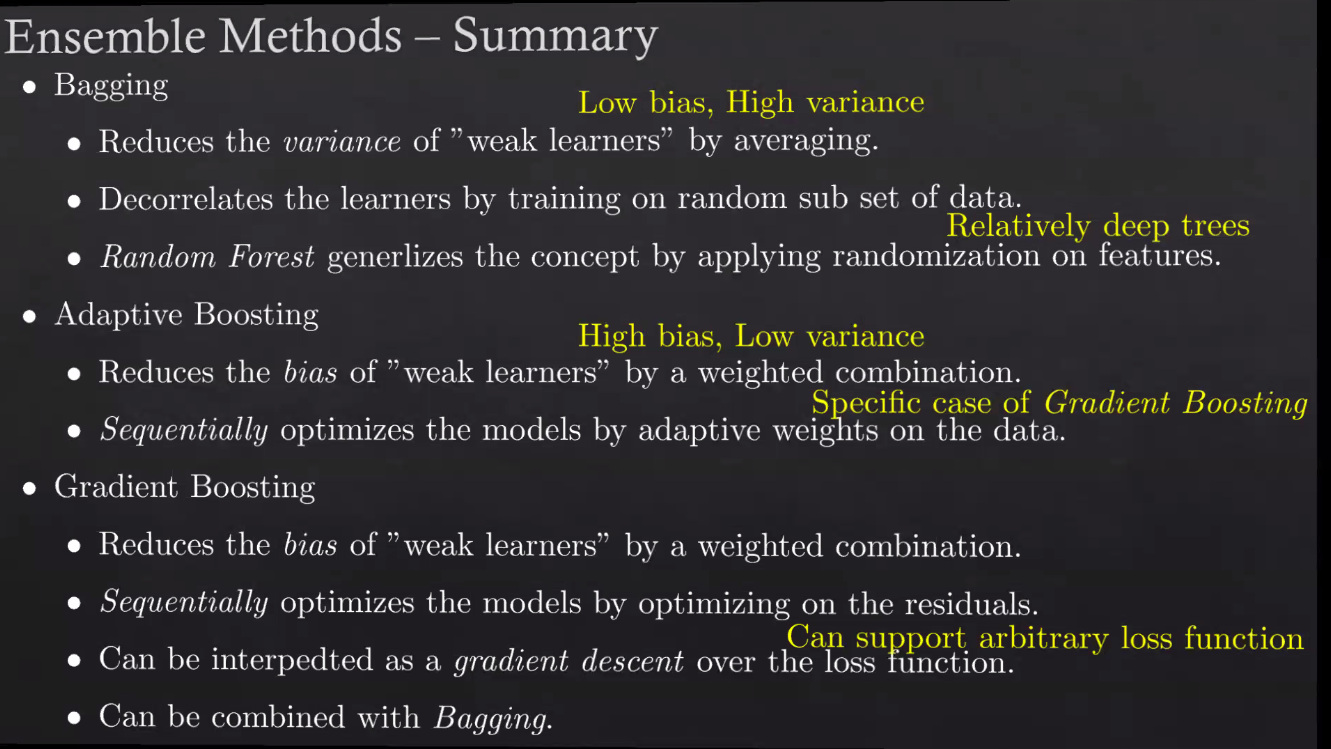 Ensemble Methods – Summary
• Bagging
Low bias, High variance
• Reduces the variance of ”weak learners” by averaging.
• Decorrelates the learners by training on random sub set of data.
Relatively deep trees
• Random Forest generlizes the concept by applying randomization on features.
• Adaptive Boosting
High bias, Low variance
• Reduces the bias of ”weak learners” by a weighted combination.
Specific case of Gradient Boosting
• Sequentially optimizes the models by adaptive weights on the data.
• Gradient Boosting
• Reduces the bias of ”weak learners” by a weighted combination.
• Sequentially optimizes the models by optimizing on the residuals.
Can support arbitrary loss function
• Can be interpedted as a gradient descent over the loss function.
• Can be combined with Bagging.